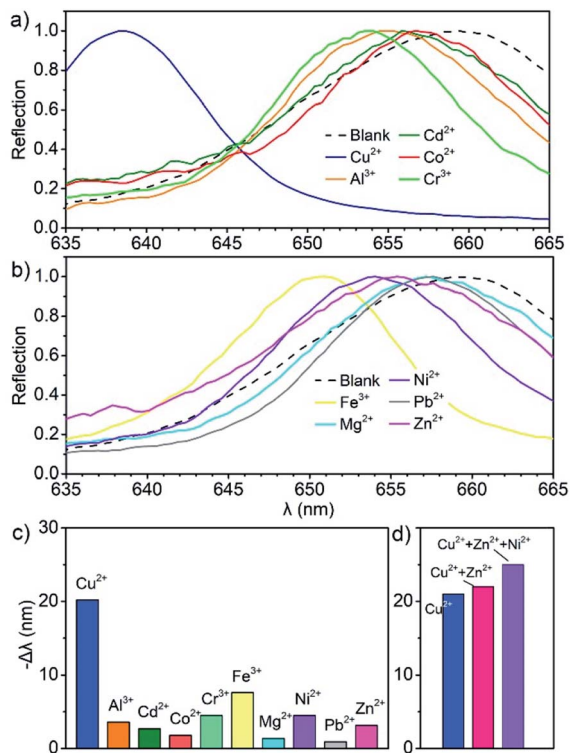 a)
Reflection
1.0
0.8
0.6
0.4
0.2
0.0
Blank
Cu²⁺
Al³⁺
Cd²⁺
Co²⁺
Cr³⁺
635 640 645 650 655 660 665
b)
Reflection
1.0
0.8
0.6
0.4
0.2
0.0
Blank
Fe³⁺
Mg²⁺
Ni²⁺
Pb²⁺
Zn²⁺
635 640 645 650 655 660 665
λ (nm)
c)
-Δλ (nm)
30
20
10
0
Cu²⁺
Al³⁺
Cd²⁺
Co²⁺
Cr³⁺
Fe³⁺
Mg²⁺
Ni²⁺
Pb²⁺
Zn²⁺
d)
Cu²⁺+Zn²⁺+Ni²⁺
Cu²⁺+Zn²⁺
Cu²⁺